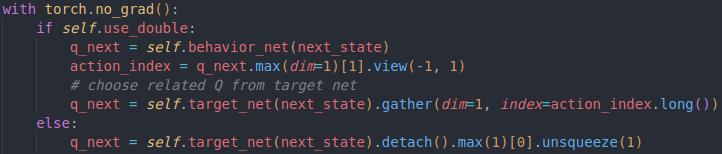 with torch.no_grad():
    if self.use_double:
        q_next = self.behavior_net(next_state)
        action_index = q_next.max(dim=1)[1].view(-1, 1)
        # choose related Q from target net
        q_next = self.target_net(next_state).gather(dim=1, index=action_index.long())
    else:
        q_next = self.target_net(next_state).detach().max(1)[0].unsqueeze(1)